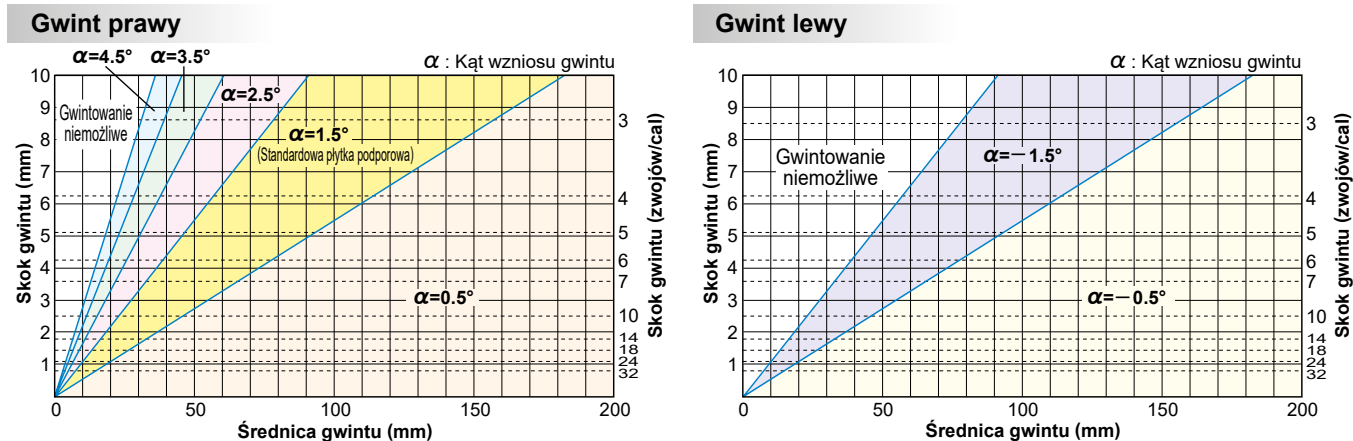 Gwint prawy
α=4.5° α=3.5°
α : Kąt wzniosu gwintu
Skok gwintu (mm)
10
9
8
7
6
5
4
3
2
1
Gwintowanie
niemożliwe
α=2.5°
α=1.5°
(Standardowa płytka podporowa)
α=0.5°
3
4
5
6
7
10
14
18
24
32
Skok gwintu (zwojów/cal)
0 50 100 150 200
Średnica gwintu (mm)
Gwint lewy
α : Kąt wzniosu gwintu
Skok gwintu (mm)
10
9
8
7
6
5
4
3
2
1
Gwintowanie
niemożliwe
α=−1.5°
α=−0.5°
3
4
5
6
7
10
14
18
24
32
Skok gwintu (zwojów/cal)
0 50 100 150 200
Średnica gwintu (mm)